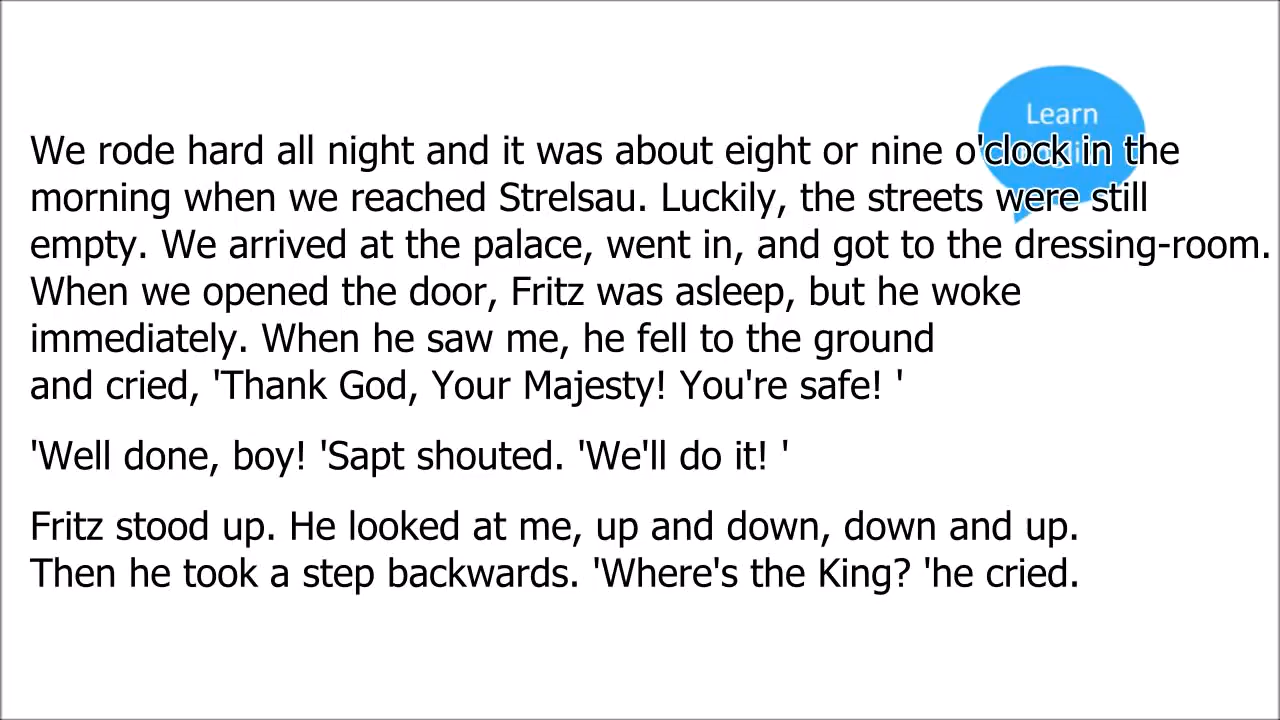 Learn
We rode hard all night and it was about eight or nine o'clock in the
morning when we reached Strelsau. Luckily, the streets were still
empty. We arrived at the palace, went in, and got to the dressing-room.
When we opened the door, Fritz was asleep, but he woke
immediately. When he saw me, he fell to the ground
and cried, 'Thank God, Your Majesty! You're safe! '
'Well done, boy! 'Sapt shouted. 'We'll do it! '
Fritz stood up. He looked at me, up and down, down and up.
Then he took a step backwards. 'Where's the King? 'he cried.